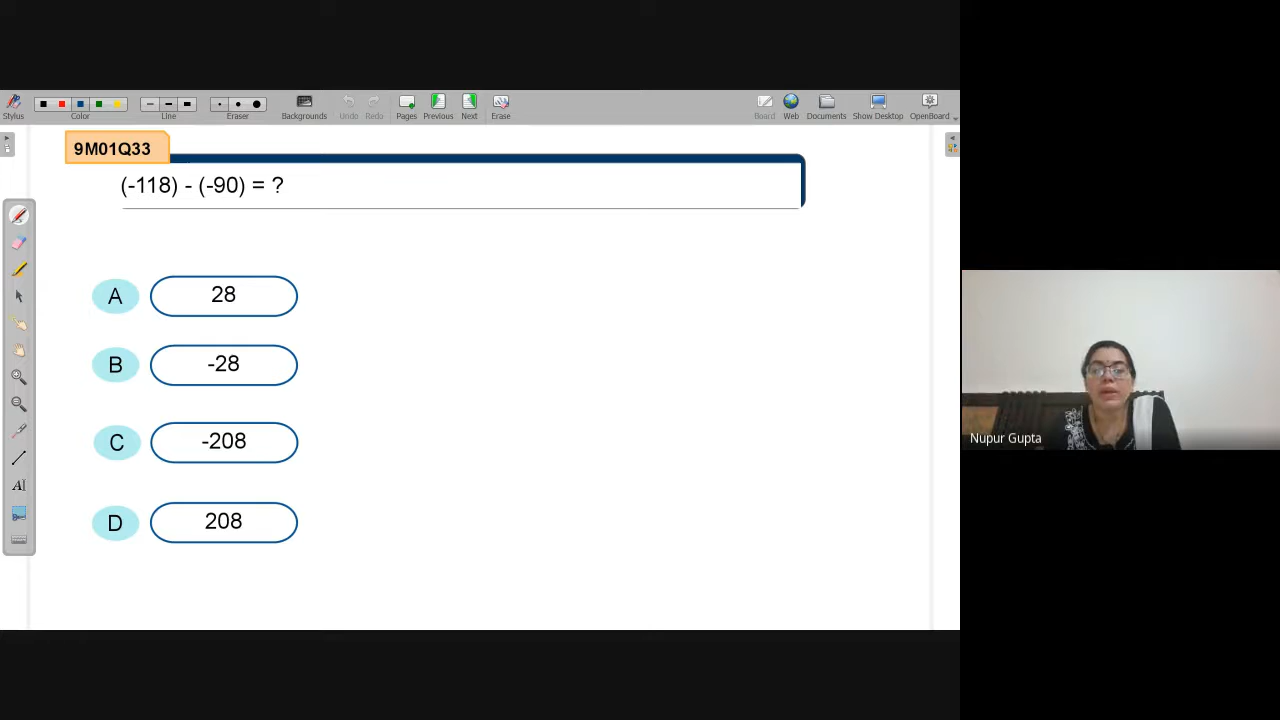 Stylus Color Line Eraser Backgrounds Undo Redo Pages Previous Next Erase Board Web Documents Show Desktop OpenBoard
9M01Q33
(-118) - (-90) = ?
A 28
B -28
C -208
D 208
Nupur Gupta